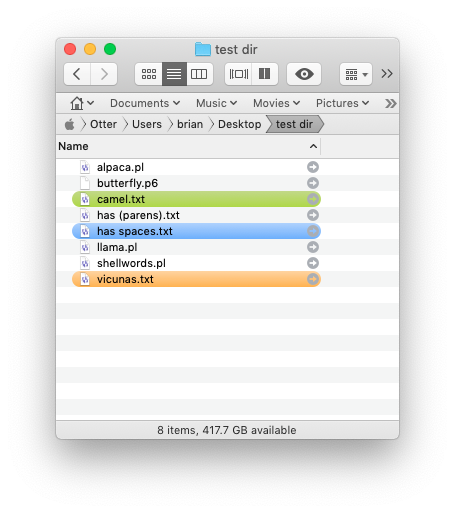 test dir
Documents Music Movies Pictures
Otter Users brian Desktop test dir
Name
alpaca.pl
butterfly.p6
camel.txt
has (parens).txt
has spaces.txt
llama.pl
shellwords.pl
vicunas.txt
8 items, 417.7 GB available